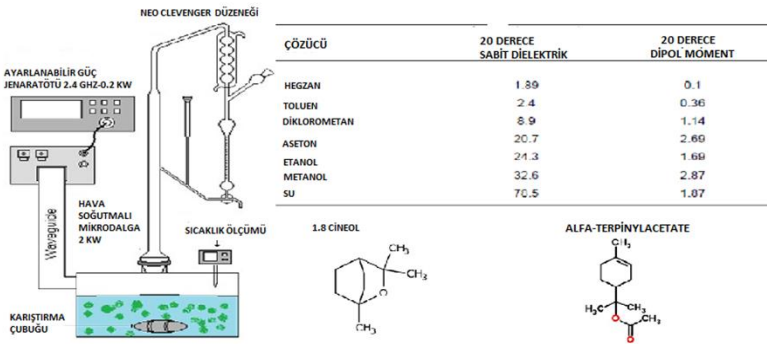 NEO CLEVENGER DÜZENEĞİ
AYARLANABİLİR GÜÇ
JENARATÖTÜ 2.4 GHZ-0.2 KW
Waveguide
HAVA
SOĞUTMALI
MİKRODALGA
2 KW
SICAKLIK ÖLÇÜMÜ
KARIŞTIRMA
ÇUBUĞU
ÇÖZÜCÜ 20 DERECE SABİT DİELEKTRİK 20 DERECE DİPOL MOMENT
HEGZAN 1.89 0.1
TOLUEN 2.4 0.36
DİKLOROMETAN 8.9 1.14
ASETON 20.7 2.69
ETANOL 24.3 1.69
METANOL 32.6 2.87
SU 78.5 1.87
1.8 CİNEOL
CH₃
CH₃
O
CH₃
ALFA-TERPINYLACETATE
CH₃
H₃C
CH₃
O
CH₃
O